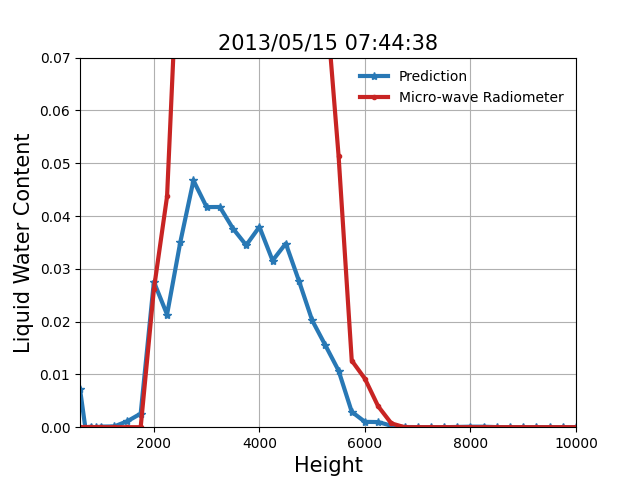 2013/05/15 07:44:38
Prediction
Micro-wave Radiometer
Liquid Water Content
0.07
0.06
0.05
0.04
0.03
0.02
0.01
0.00
2000 4000 6000 8000 10000
Height